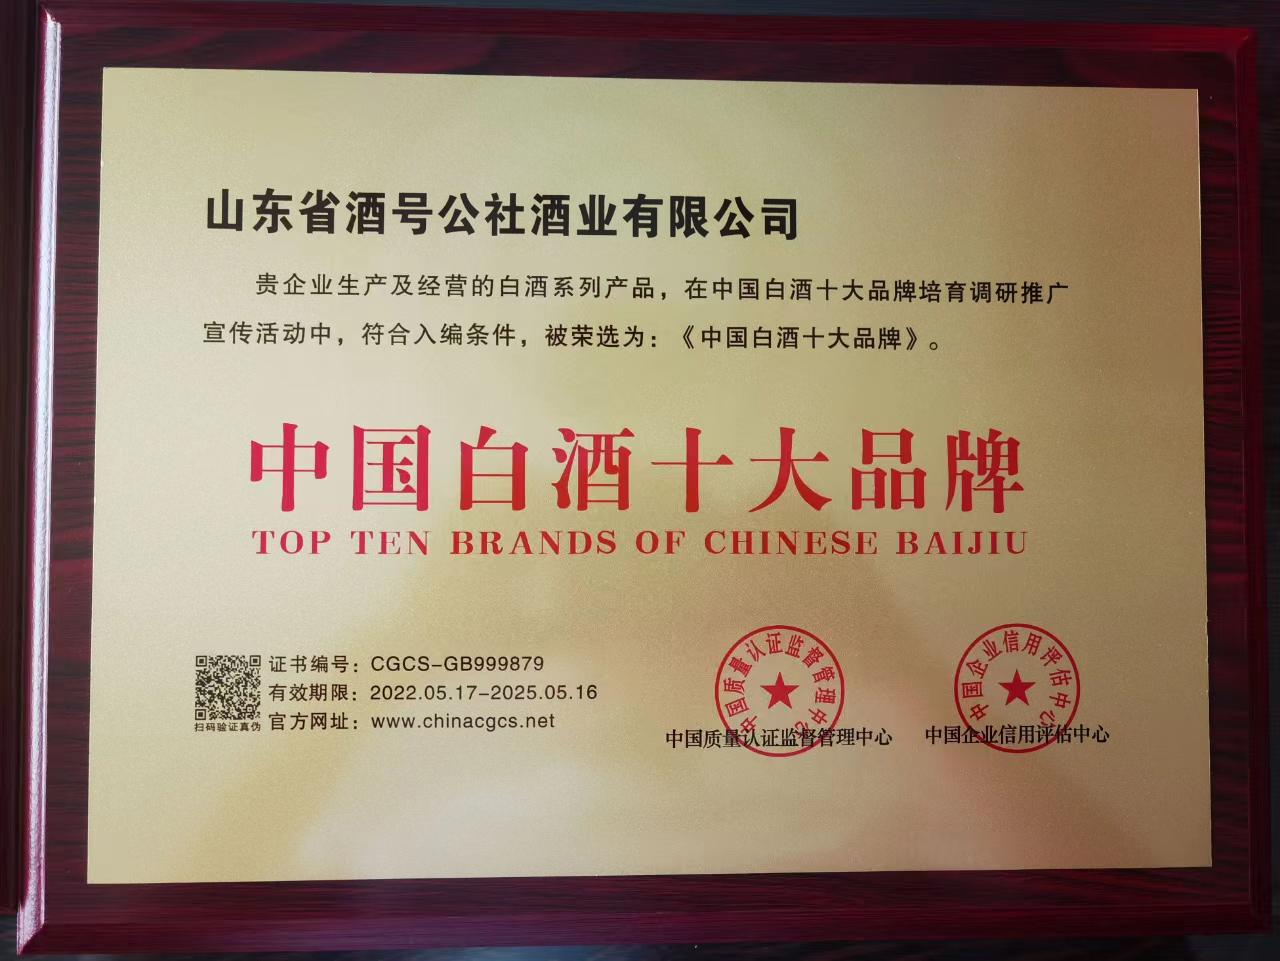 山东省酒号公社酒业有限公司
贵企业生产及经营的白酒系列产品，在中国白酒十大品牌培育调研推广
宣传活动中，符合入编条件，被荣选为：《中国白酒十大品牌》。
中国白酒十大品牌
TOP TEN BRANDS OF CHINESE BAIJIU
证书编号：CGCS-GB999879
有效期限：2022.05.17-2025.05.16
官方网址：www.chinacgcs.net
扫码验证真伪
中国质量认证监督管理中心
中国质量认证监督管理中心
中国企业信用评估中心
中国企业信用评估中心